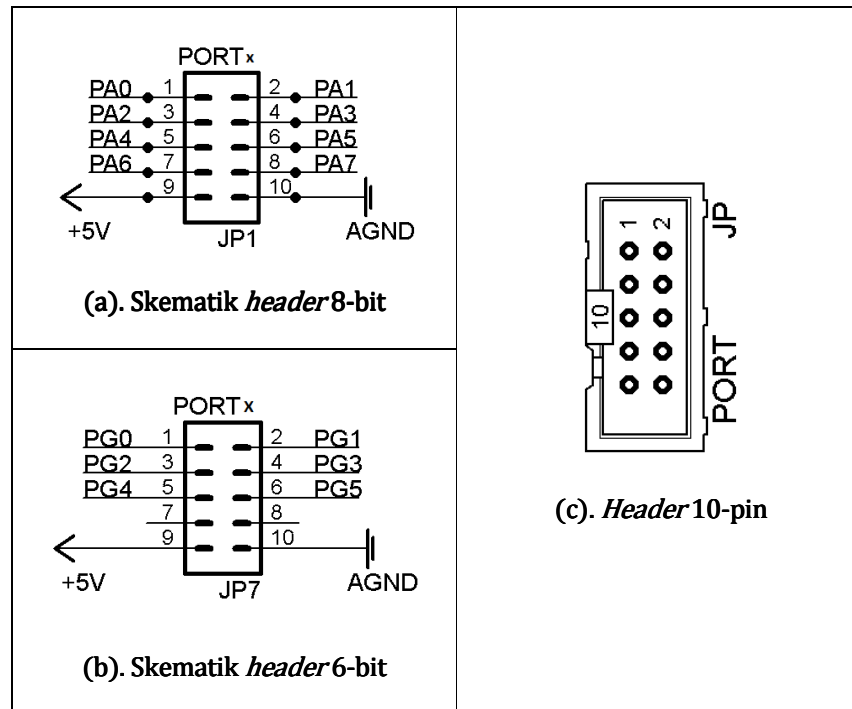 PORTx
PA0 1 2 PA1
PA2 3 4 PA3
PA4 5 6 PA5
PA6 7 8 PA7
9 10
+5V JP1 AGND
(a). Skematik header 8-bit
PORTx
PG0 1 2 PG1
PG2 3 4 PG3
PG4 5 6 PG5
7 8
9 10
+5V JP7 AGND
(b). Skematik header 6-bit
1 2
JP
10
PORT
(c). Header 10-pin